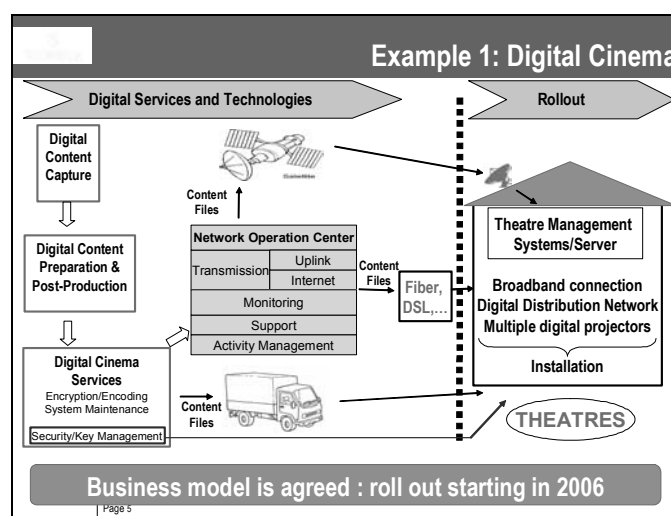 Example 1: Digital Cinema
Digital Services and Technologies
Rollout
Digital
Content
Capture
Digital Content
Preparation &
Post-Production
Digital Cinema
Services
Encryption/Encoding
System Maintenance
Security/Key Management
Content
Files
Network Operation Center
Transmission
Uplink
Internet
Monitoring
Support
Activity Management
Content
Files
Content
Files
Fiber,
DSL,...
Theatre Management
Systems/Server
Broadband connection
Digital Distribution Network
Multiple digital projectors
Installation
THEATRES
Business model is agreed : roll out starting in 2006
Page 5